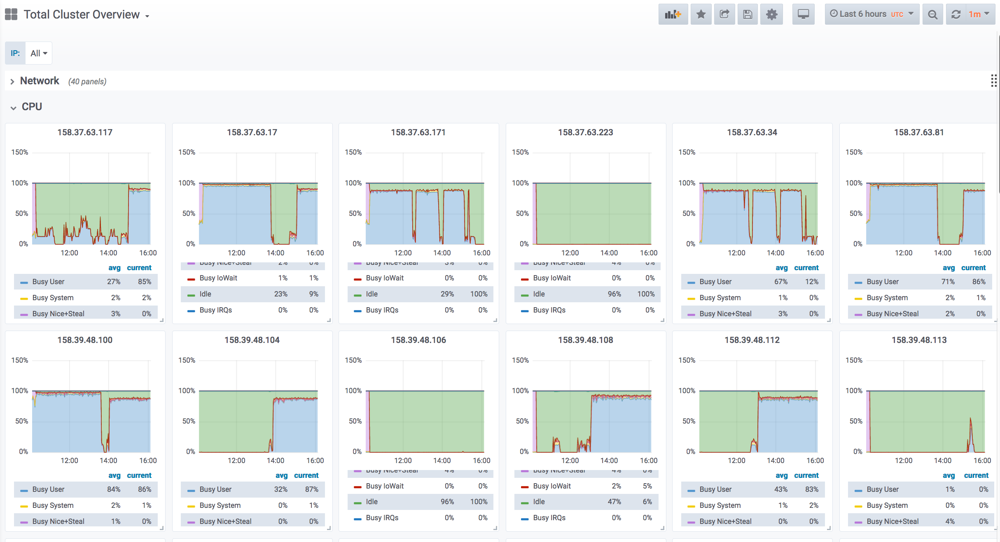 Total Cluster Overview
Last 6 hours UTC
1m
IP: All
Network (40 panels)
CPU
158.37.63.117
150%
100%
50%
0%
12:00 14:00 16:00
avg current
Busy User 27% 85%
Busy System 2% 2%
Busy Nice+Steal 3% 0%
158.37.63.17
150%
100%
50%
0%
12:00 14:00 16:00
Busy Nice+Steal 2% 0%
Busy IoWait 1% 1%
Idle 23% 9%
Busy IRQs 0% 0%
158.37.63.171
150%
100%
50%
0%
12:00 14:00 16:00
Busy Nice+Steal 3% 0%
Busy IoWait 0% 0%
Idle 29% 100%
Busy IRQs 0% 0%
158.37.63.223
150%
100%
50%
0%
12:00 14:00 16:00
Busy Nice+Steal 4% 0%
Busy IoWait 0% 0%
Idle 96% 100%
Busy IRQs 0% 0%
158.37.63.34
150%
100%
50%
0%
12:00 14:00 16:00
avg current
Busy User 67% 12%
Busy System 1% 0%
Busy Nice+Steal 3% 0%
158.37.63.81
150%
100%
50%
0%
12:00 14:00 16:00
avg current
Busy User 71% 86%
Busy System 2% 1%
Busy Nice+Steal 2% 0%
158.39.48.100
150%
100%
50%
0%
12:00 14:00 16:00
avg current
Busy User 84% 86%
Busy System 2% 1%
Busy Nice+Steal 1% 0%
158.39.48.104
150%
100%
50%
0%
12:00 14:00 16:00
avg current
Busy User 32% 87%
Busy System 0% 1%
Busy Nice+Steal 0% 0%
158.39.48.106
150%
100%
50%
0%
12:00 14:00 16:00
Busy Nice+Steal 4% 0%
Busy IoWait 0% 0%
Idle 96% 100%
Busy IRQs 0% 0%
158.39.48.108
150%
100%
50%
0%
12:00 14:00 16:00
Busy Nice+Steal 4% 0%
Busy IoWait 2% 5%
Idle 47% 6%
Busy IRQs 0% 0%
158.39.48.112
150%
100%
50%
0%
12:00 14:00 16:00
avg current
Busy User 43% 83%
Busy System 1% 2%
Busy Nice+Steal 0% 0%
158.39.48.113
150%
100%
50%
0%
12:00 14:00 16:00
avg current
Busy User 1% 0%
Busy System 0% 0%
Busy Nice+Steal 4% 0%